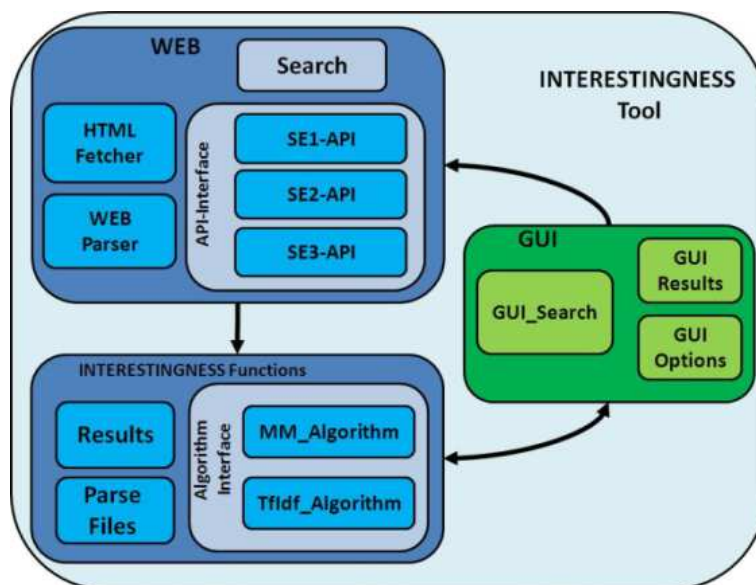 WEB
Search
INTERESTINGNESS
Tool
HTML
Fetcher
WEB
Parser
API-Interface
SE1-API
SE2-API
SE3-API
GUI
GUI_Search
GUI
Results
GUI
Options
INTERESTINGNESS Functions
Results
Parse
Files
Algorithm
Interface
MM_Algorithm
TfIdf_Algorithm